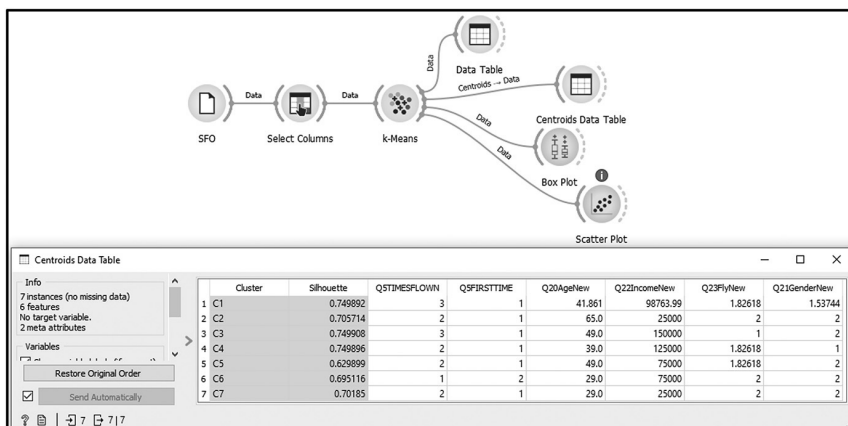 Data
Data
Data
Data Table
Centroids → Data
Data
Centroids Data Table
Data
SFO
Select Columns
k-Means
Box Plot
Scatter Plot
Centroids Data Table
Info
7 instances (no missing data)
6 features
No target variable.
2 meta attributes
Variables
Restore Original Order
Send Automatically
? 7 7|7
Cluster Silhouette Q5TIMESFLOWN Q5FIRSTTIME Q20AgeNew Q22IncomeNew Q23FlyNew Q21GenderNew
1 C1 0.749892 3 1 41.861 98763.99 1.82618 1.53744
2 C2 0.705714 2 1 65.0 25000 2 2
3 C3 0.749908 3 1 49.0 150000 1 2
4 C4 0.749896 2 1 39.0 125000 1.82618 1
5 C5 0.629899 2 1 49.0 75000 1.82618 2
6 C6 0.695116 1 2 29.0 75000 2 2
7 C7 0.70185 2 1 29.0 25000 2 2